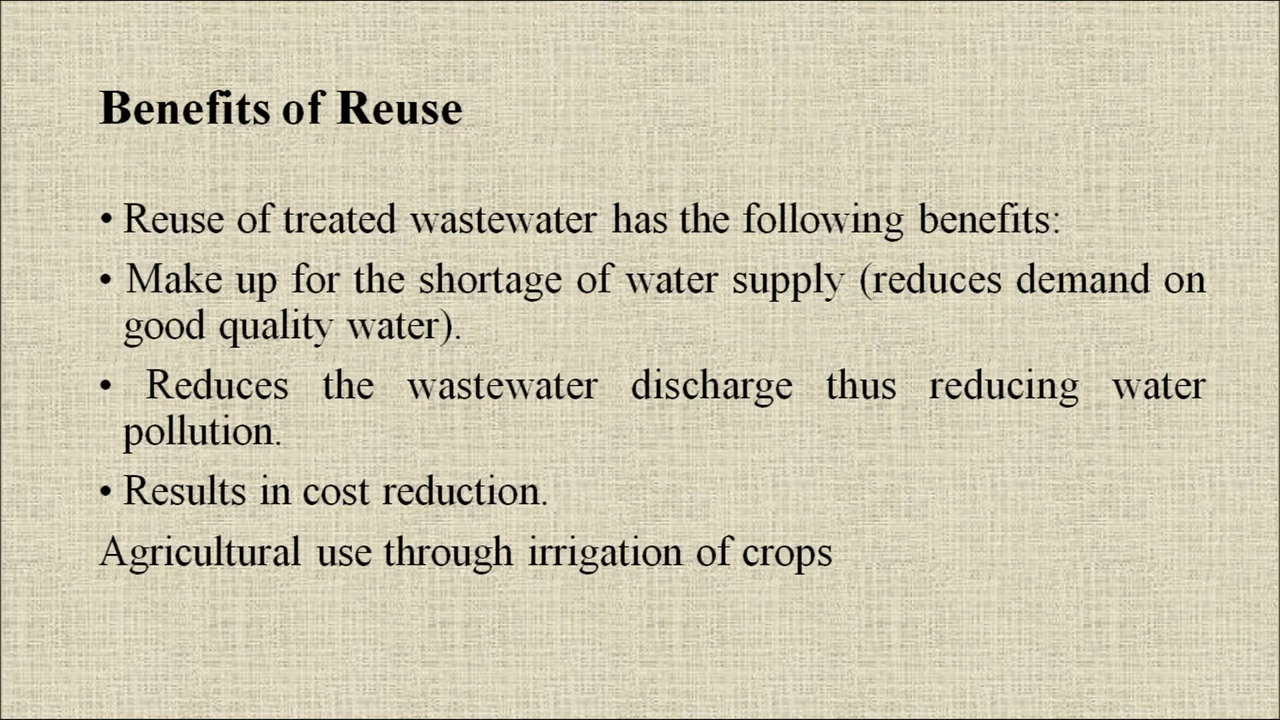 Benefits of Reuse
• Reuse of treated wastewater has the following benefits:
• Make up for the shortage of water supply (reduces demand on
good quality water).
• Reduces the wastewater discharge thus reducing water
pollution.
• Results in cost reduction.
Agricultural use through irrigation of crops